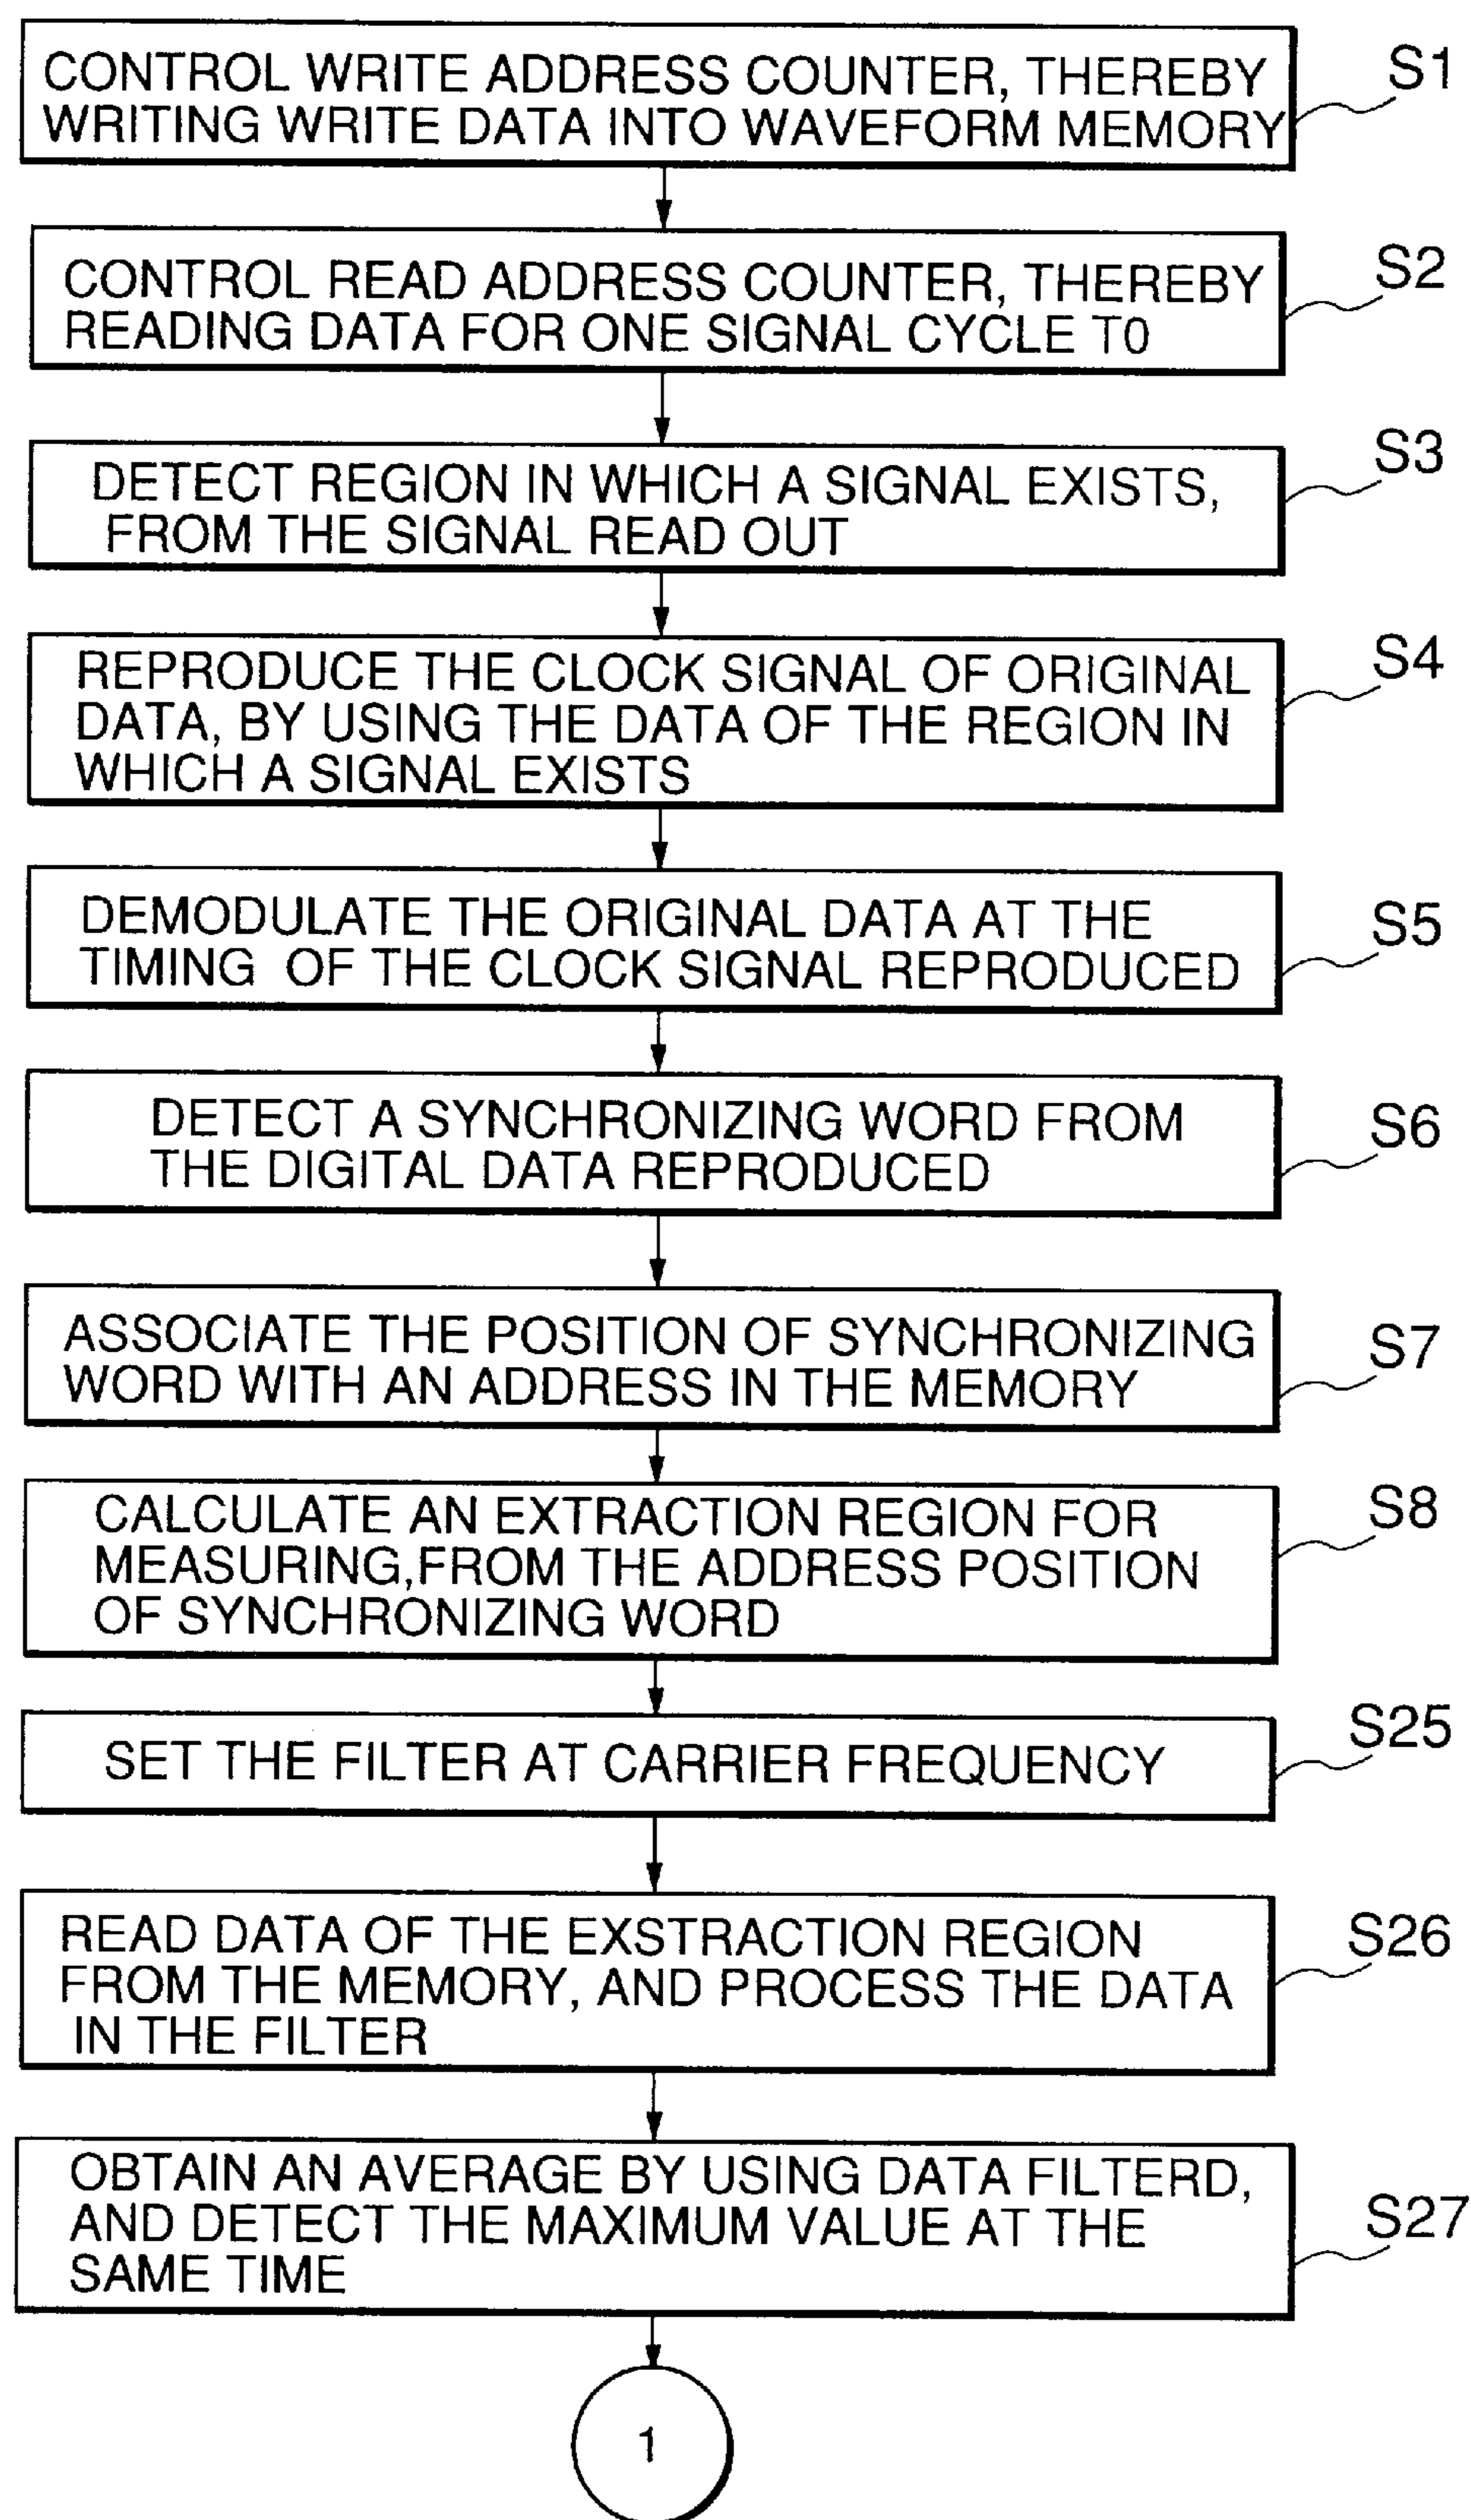 CONTROL WRITE ADDRESS COUNTER, THEREBY
WRITING WRITE DATA INTO WAVEFORM MEMORY
S1
CONTROL READ ADDRESS COUNTER, THEREBY
READING DATA FOR ONE SIGNAL CYCLE T0
S2
DETECT REGION IN WHICH A SIGNAL EXISTS,
FROM THE SIGNAL READ OUT
S3
REPRODUCE THE CLOCK SIGNAL OF ORIGINAL
DATA, BY USING THE DATA OF THE REGION IN
WHICH A SIGNAL EXISTS
S4
DEMODULATE THE ORIGINAL DATA AT THE
TIMING OF THE CLOCK SIGNAL REPRODUCED
S5
DETECT A SYNCHRONIZING WORD FROM
THE DIGITAL DATA REPRODUCED
S6
ASSOCIATE THE POSITION OF SYNCHRONIZING
WORD WITH AN ADDRESS IN THE MEMORY
S7
CALCULATE AN EXTRACTION REGION FOR
MEASURING,FROM THE ADDRESS POSITION
OF SYNCHRONIZING WORD
S8
SET THE FILTER AT CARRIER FREQUENCY
S25
READ DATA OF THE EXSTRACTION REGION
FROM THE MEMORY, AND PROCESS THE DATA
IN THE FILTER
S26
OBTAIN AN AVERAGE BY USING DATA FILTERD,
AND DETECT THE MAXIMUM VALUE AT THE
SAME TIME
S27
1